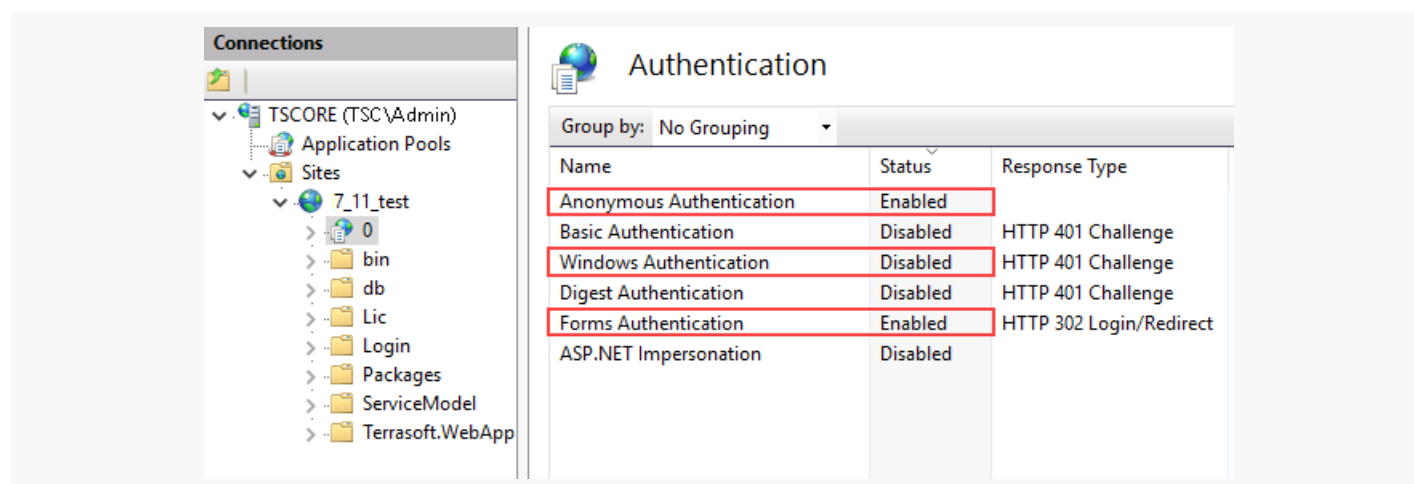 Connections
TSCORE (TSC\Admin)
Application Pools
Sites
7_11_test
0
bin
db
Lic
Login
Packages
ServiceModel
Terrasoft.WebApp
Authentication
Group by: No Grouping
Name Status Response Type
Anonymous Authentication Enabled
Basic Authentication Disabled HTTP 401 Challenge
Windows Authentication Disabled HTTP 401 Challenge
Digest Authentication Disabled HTTP 401 Challenge
Forms Authentication Enabled HTTP 302 Login/Redirect
ASP.NET Impersonation Disabled